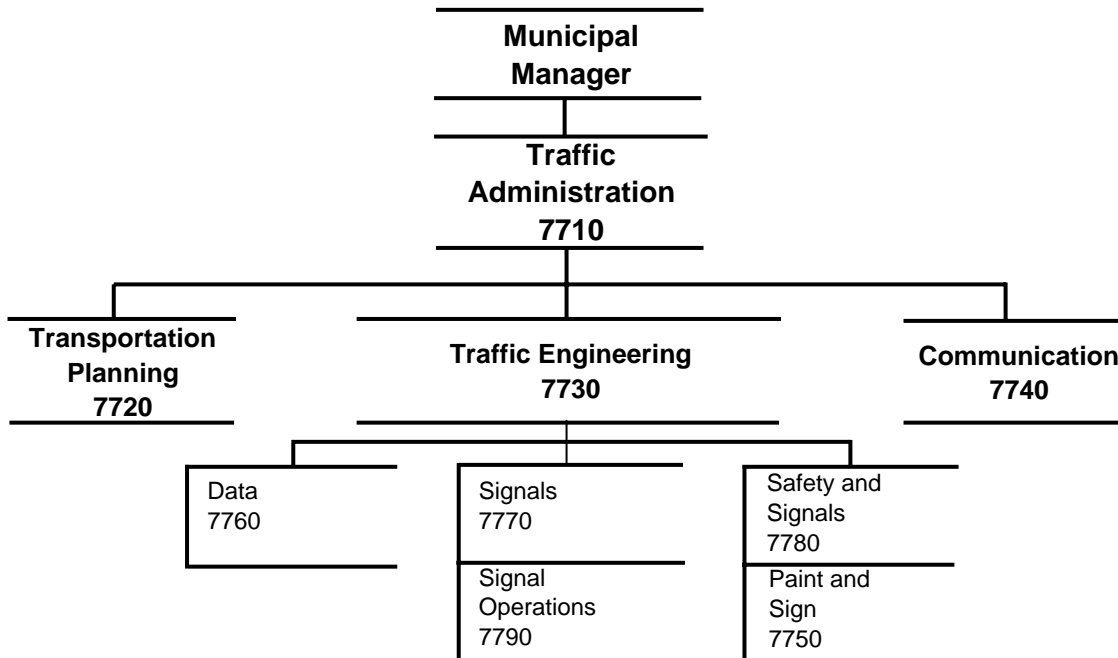 Municipal
Manager
Traffic
Administration
7710
Transportation
Planning
7720
Traffic Engineering
7730
Communication
7740
Data
7760
Signals
7770
Signal
Operations
7790
Safety and
Signals
7780
Paint and
Sign
7750